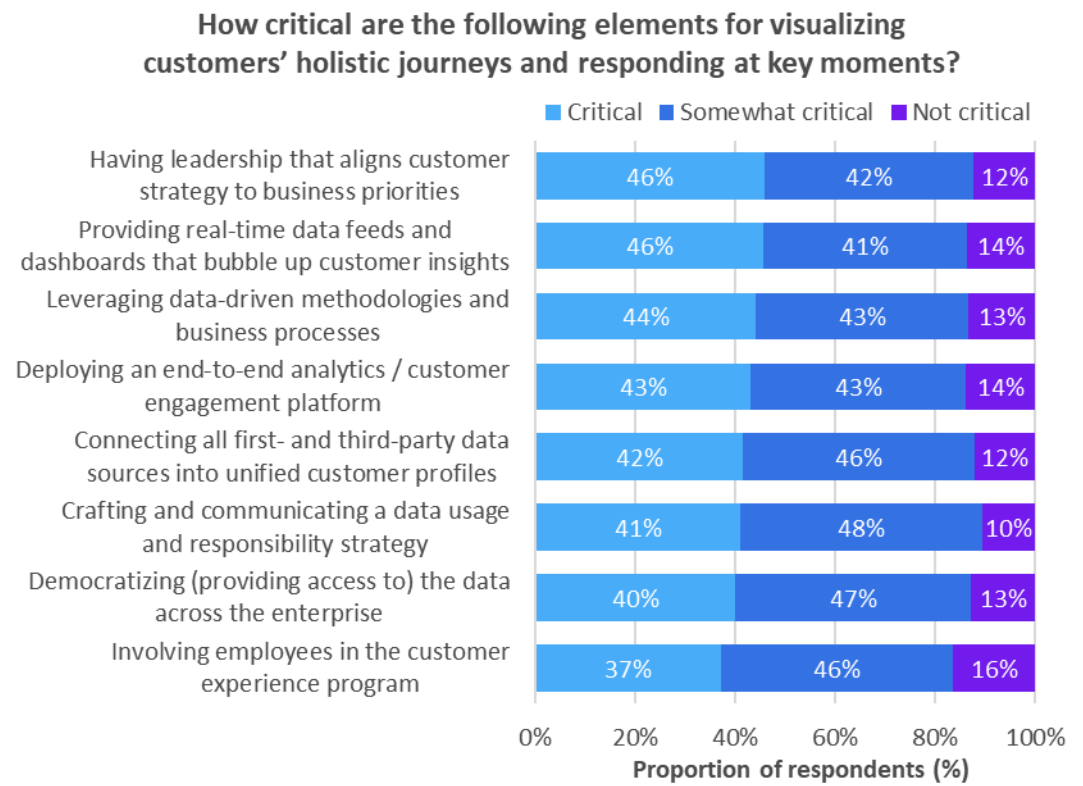 How critical are the following elements for visualizing
customers’ holistic journeys and responding at key moments?
Critical Somewhat critical Not critical
Having leadership that aligns customer
strategy to business priorities
46% 42% 12%
Providing real-time data feeds and
dashboards that bubble up customer insights
46% 41% 14%
Leveraging data-driven methodologies and
business processes
44% 43% 13%
Deploying an end-to-end analytics / customer
engagement platform
43% 43% 14%
Connecting all first- and third-party data
sources into unified customer profiles
42% 46% 12%
Crafting and communicating a data usage
and responsibility strategy
41% 48% 10%
Democratizing (providing access to) the data
across the enterprise
40% 47% 13%
Involving employees in the customer
experience program
37% 46% 16%
0% 20% 40% 60% 80% 100%
Proportion of respondents (%)